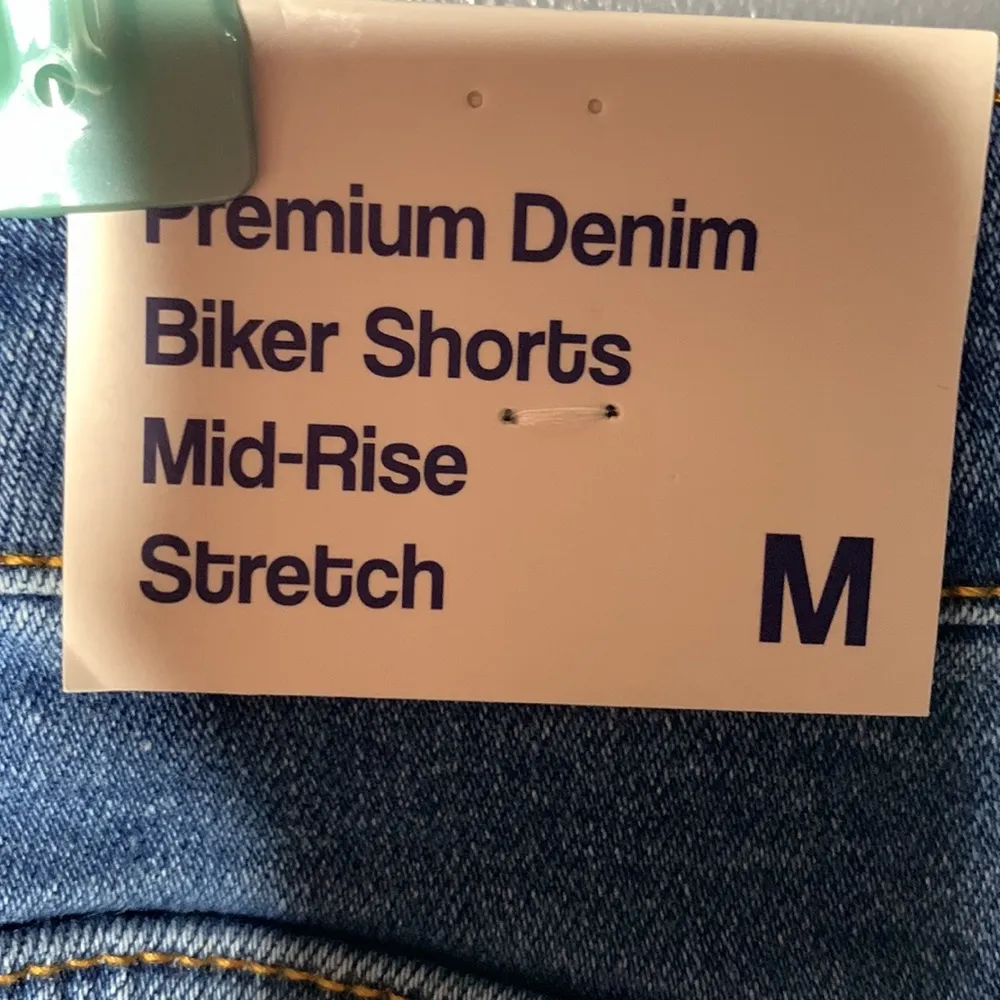 Premium Denim
Biker Shorts
Mid-Rise
Stretch
M